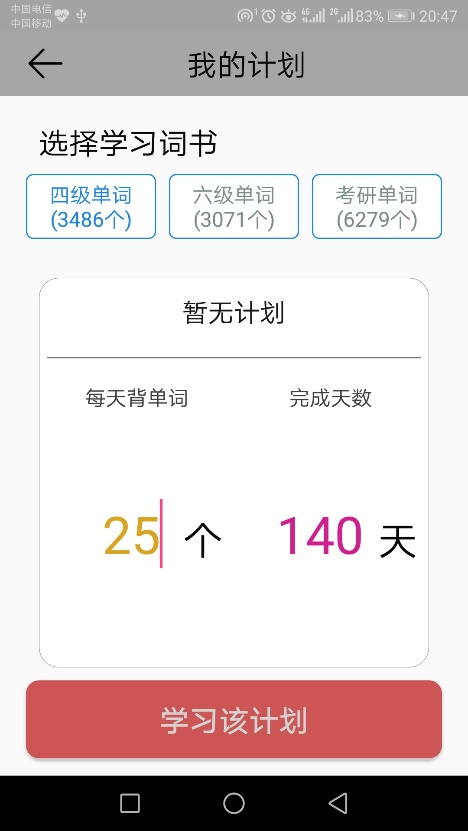 中国电信
中国移动
1 4G 2G 83% 20:47
我的计划
选择学习词书
四级单词
(3486个)
六级单词
(3071个)
考研单词
(6279个)
暂无计划
每天背单词 完成天数
25 个 140 天
学习该计划